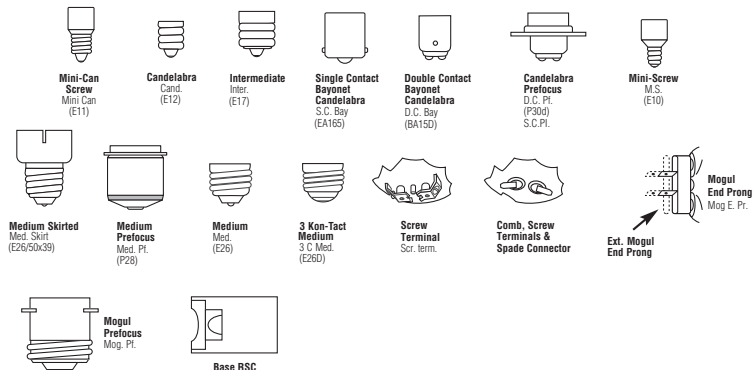 Mini-Can
Screw
Mini Can
(E11)
Candelabra
Cand.
(E12)
Intermediate
Inter.
(E17)
Single Contact
Bayonet
Candelabra
S.C. Bay
(EA165)
Double Contact
Bayonet
Candelabra
D.C. Bay
(BA15D)
Candelabra
Prefocus
D.C. Pf.
(P30d)
S.C.Pl.
Mini-Screw
M.S.
(E10)
Medium Skirted
Med. Skirt
(E26/50x39)
Medium
Prefocus
Med. Pf.
(P28)
Medium
Med.
(E26)
3 Kon-Tact
Medium
3 C Med.
(E26D)
Screw
Terminal
Scr. term.
Comb, Screw
Terminals &
Spade Connector
Mogul
End Prong
Mog E. Pr.
Ext. Mogul
End Prong
Mogul
Prefocus
Mog. Pf.
Base RSC